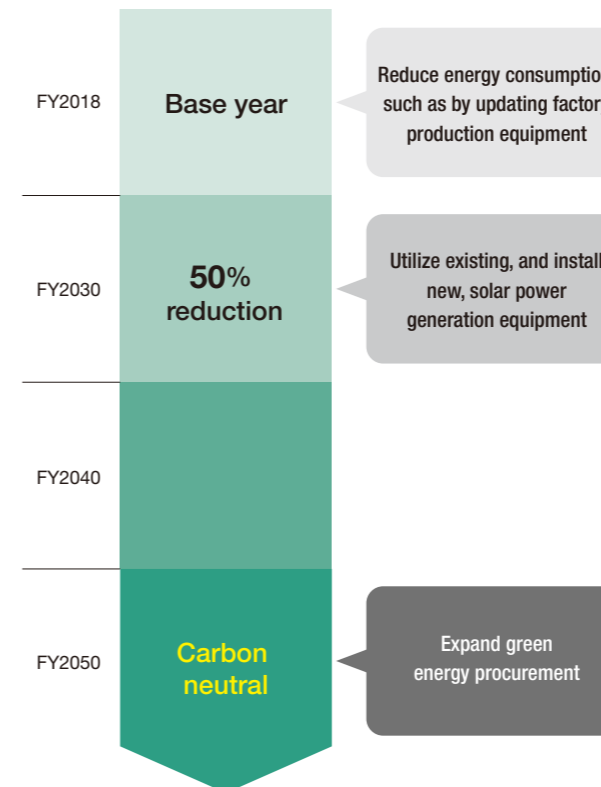 FY2018
Base year
Reduce energy consumptio
such as by updating factor
production equipment
FY2030
50%
reduction
Utilize existing, and install
new, solar power
generation equipment
FY2040
FY2050
Carbon
neutral
Expand green
energy procurement